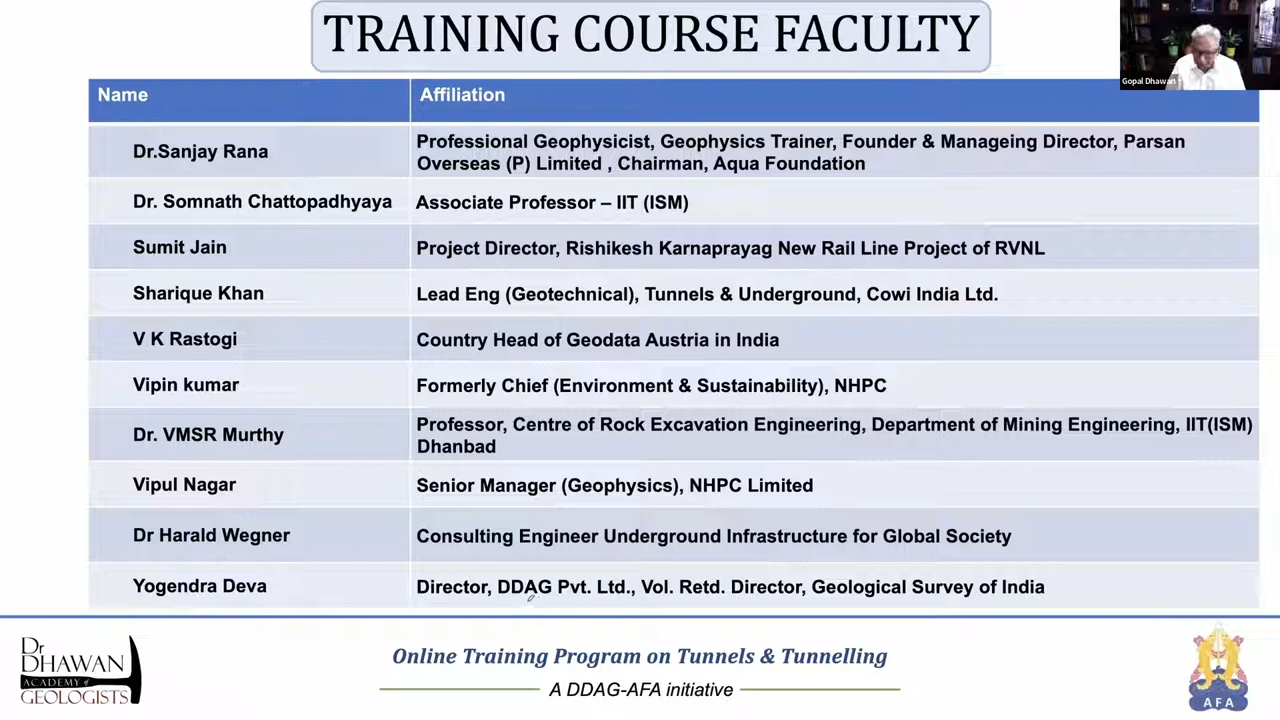 TRAINING COURSE FACULTY
Gopal Dhawan
Name Affiliation
Dr.Sanjay Rana Professional Geophysicist, Geophysics Trainer, Founder & Manageing Director, Parsan
Overseas (P) Limited , Chairman, Aqua Foundation
Dr. Somnath Chattopadhyaya Associate Professor – IIT (ISM)
Sumit Jain Project Director, Rishikesh Karnaprayag New Rail Line Project of RVNL
Sharique Khan Lead Eng (Geotechnical), Tunnels & Underground, Cowi India Ltd.
V K Rastogi Country Head of Geodata Austria in India
Vipin kumar Formerly Chief (Environment & Sustainability), NHPC
Dr. VMSR Murthy Professor, Centre of Rock Excavation Engineering, Department of Mining Engineering, IIT(ISM)
Dhanbad
Vipul Nagar Senior Manager (Geophysics), NHPC Limited
Dr Harald Wegner Consulting Engineer Underground Infrastructure for Global Society
Yogendra Deva Director, DDAG Pvt. Ltd., Vol. Retd. Director, Geological Survey of India
Dr
DHAWAN
ACADEMY of
GEOLOGISTS
Online Training Program on Tunnels & Tunnelling
A DDAG-AFA initiative
AFA